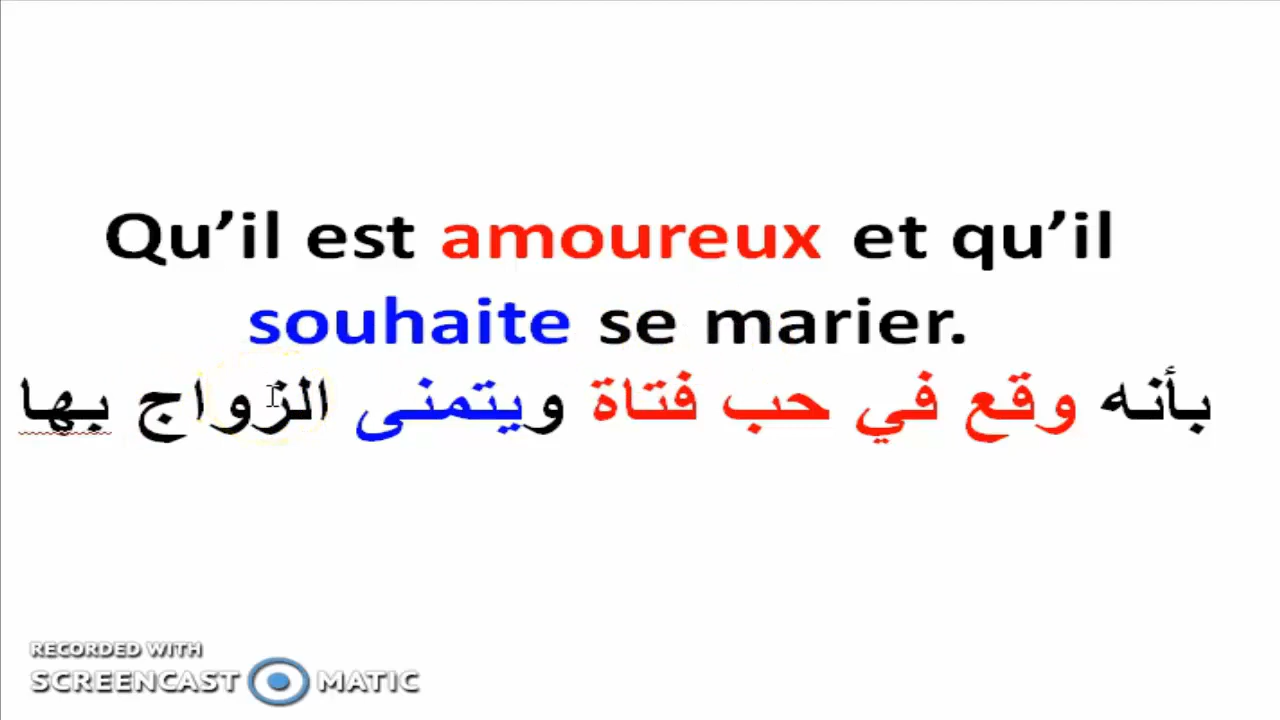 Qu’il est amoureux et qu’il
souhaite se marier.
بأنه وقع في حب فتاة ويتمنى الزواج بها
RECORDED WITH
SCREENCAST MATIC